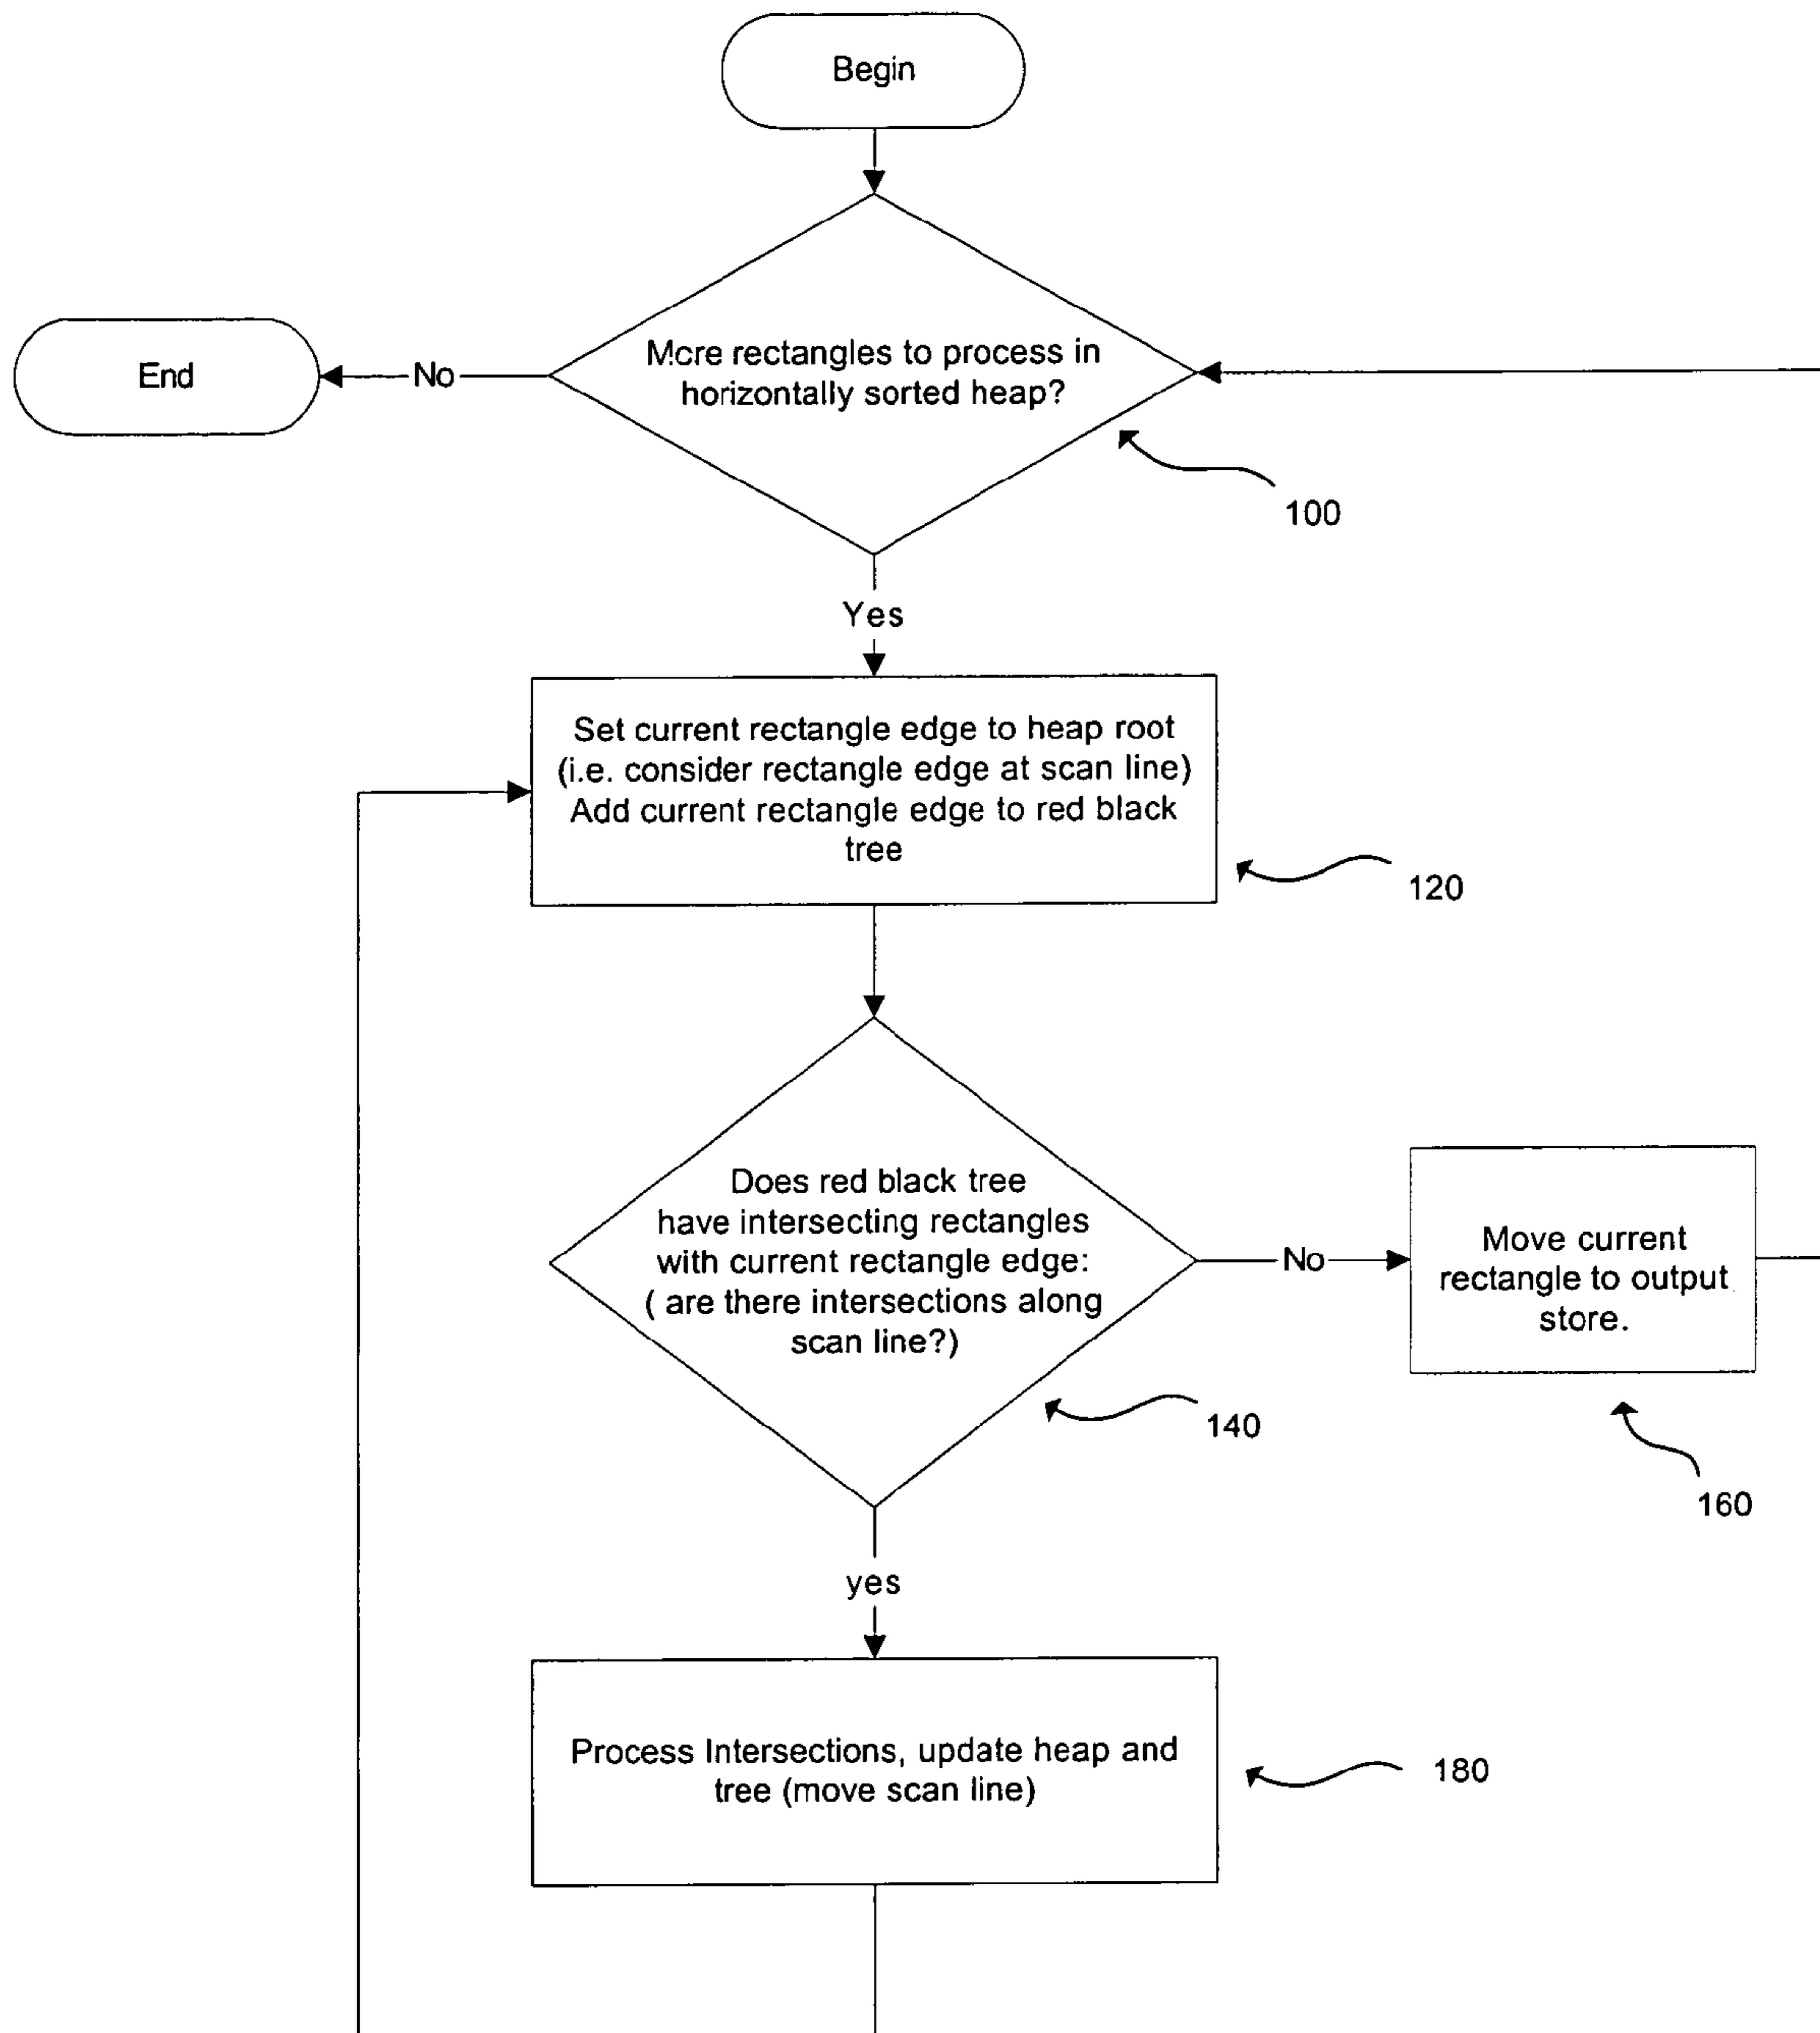 Begin
More rectangles to process in
horizontally sorted heap?
End
No
100
Yes
Set current rectangle edge to heap root
(i.e. consider rectangle edge at scan line)
Add current rectangle edge to red black
tree
120
Does red black tree
have intersecting rectangles
with current rectangle edge:
( are there intersections along
scan line?)
No
Move current
rectangle to output
store.
140
160
yes
Process Intersections, update heap and
tree (move scan line)
180